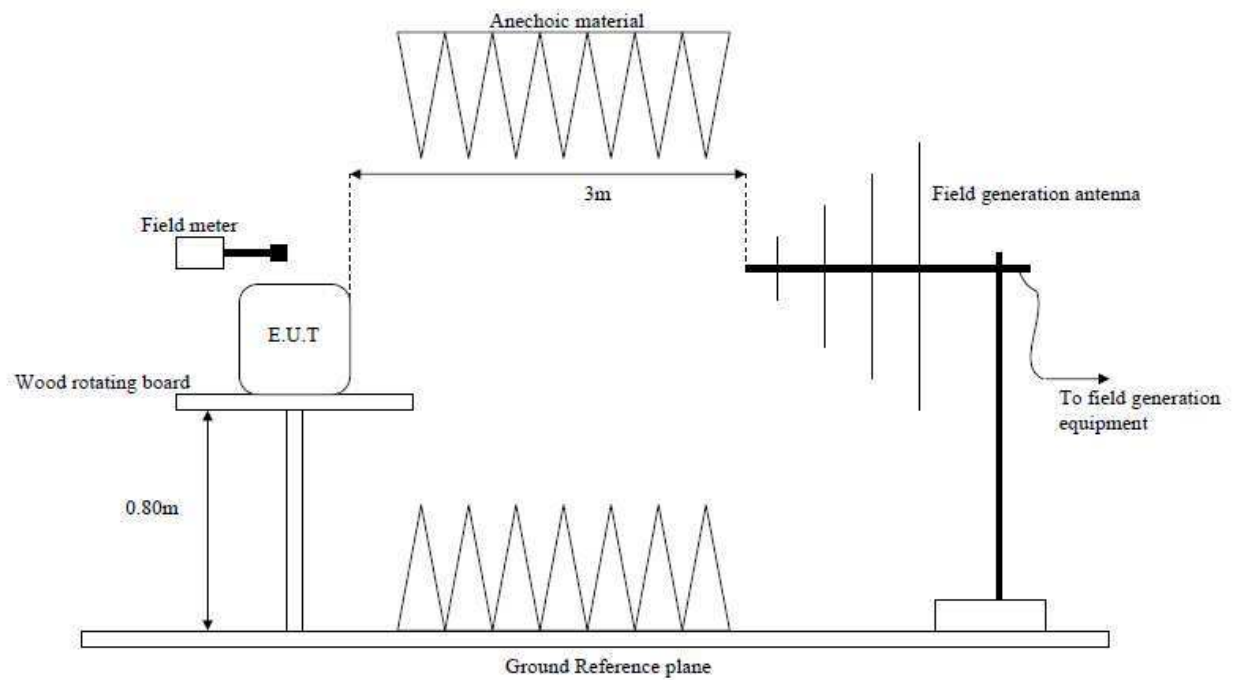 Anechoic material
3m
Field generation antenna
Field meter
E.U.T
Wood rotating board
To field generation
equipment
0.80m
Ground Reference plane